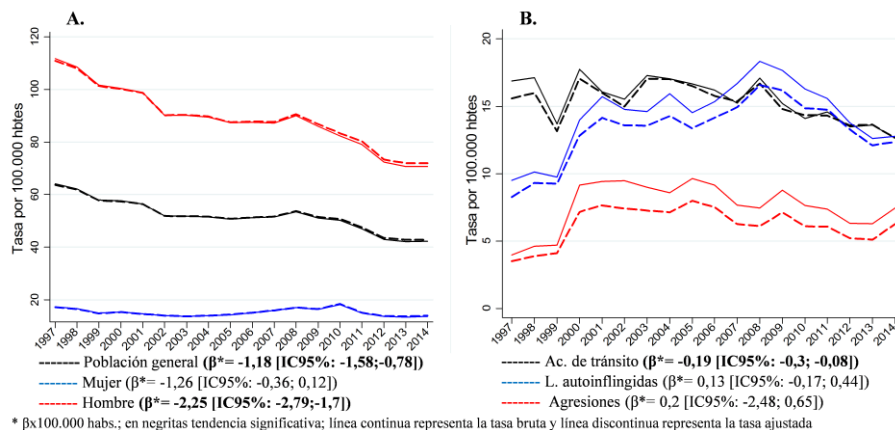 A.
Tasa por 100.000 hbtes
120
100
80
60
40
20
1997 1998 1999 2000 2001 2002 2003 2004 2005 2006 2007 2008 2009 2010 2011 2012 2013 2014
Población general (β*= -1,18 [IC95%: -1,58;-0,78])
Mujer (β*= -1,26 [IC95%: -0,36; 0,12])
Hombre (β*= -2,25 [IC95%: -2,79;-1,7])
B.
Tasa por 100.000 hbtes
20
15
10
5
0
1997 1998 1999 2000 2001 2002 2003 2004 2005 2006 2007 2008 2009 2010 2011 2012 2013 2014
Ac. de tránsito (β*= -0,19 [IC95%: -0,3; -0,08])
L. autoinflingidas (β*= 0,13 [IC95%: -0,17; 0,44])
Agresiones (β*= 0,2 [IC95%: -2,48; 0,65])
* βx100.000 habs.; en negritas tendencia significativa; línea continua representa la tasa bruta y línea discontinua representa la tasa ajustada